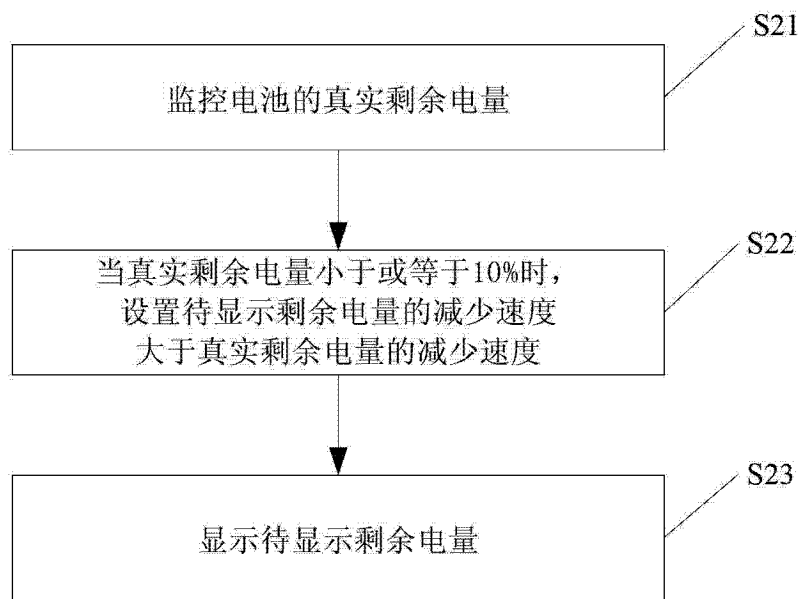 S21
监控电池的真实剩余电量
S22
当真实剩余电量小于或等于10%时，
设置待显示剩余电量的减少速度
大于真实剩余电量的减少速度
S23
显示待显示剩余电量